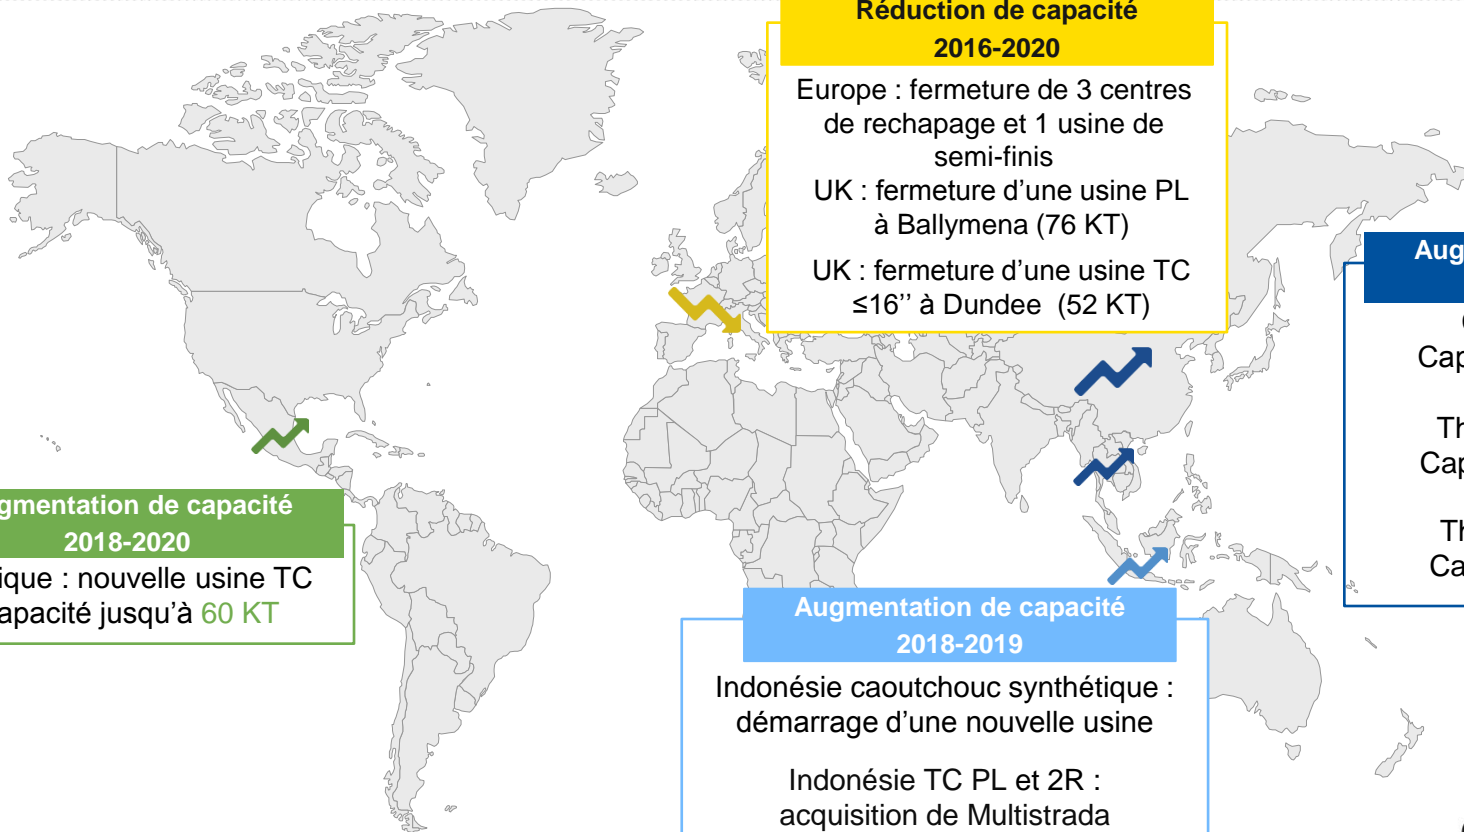 Réduction de capacité
2016-2020
Europe : fermeture de 3 centres
de rechapage et 1 usine de
semi-finis
UK : fermeture d’une usine PL
à Ballymena (76 KT)
UK : fermeture d’une usine TC
≤16’’ à Dundee  (52 KT)
gmentation de capacité
2018-2020
ique : nouvelle usine TC
apacité jusqu’à 60 KT
Augmentation de capacité
2018-2019
Indonésie caoutchouc synthétique :
démarrage d’une nouvelle usine
Indonésie TC PL et 2R :
acquisition de Multistrada
Aug
Cap
Th
Cap
Th
Ca